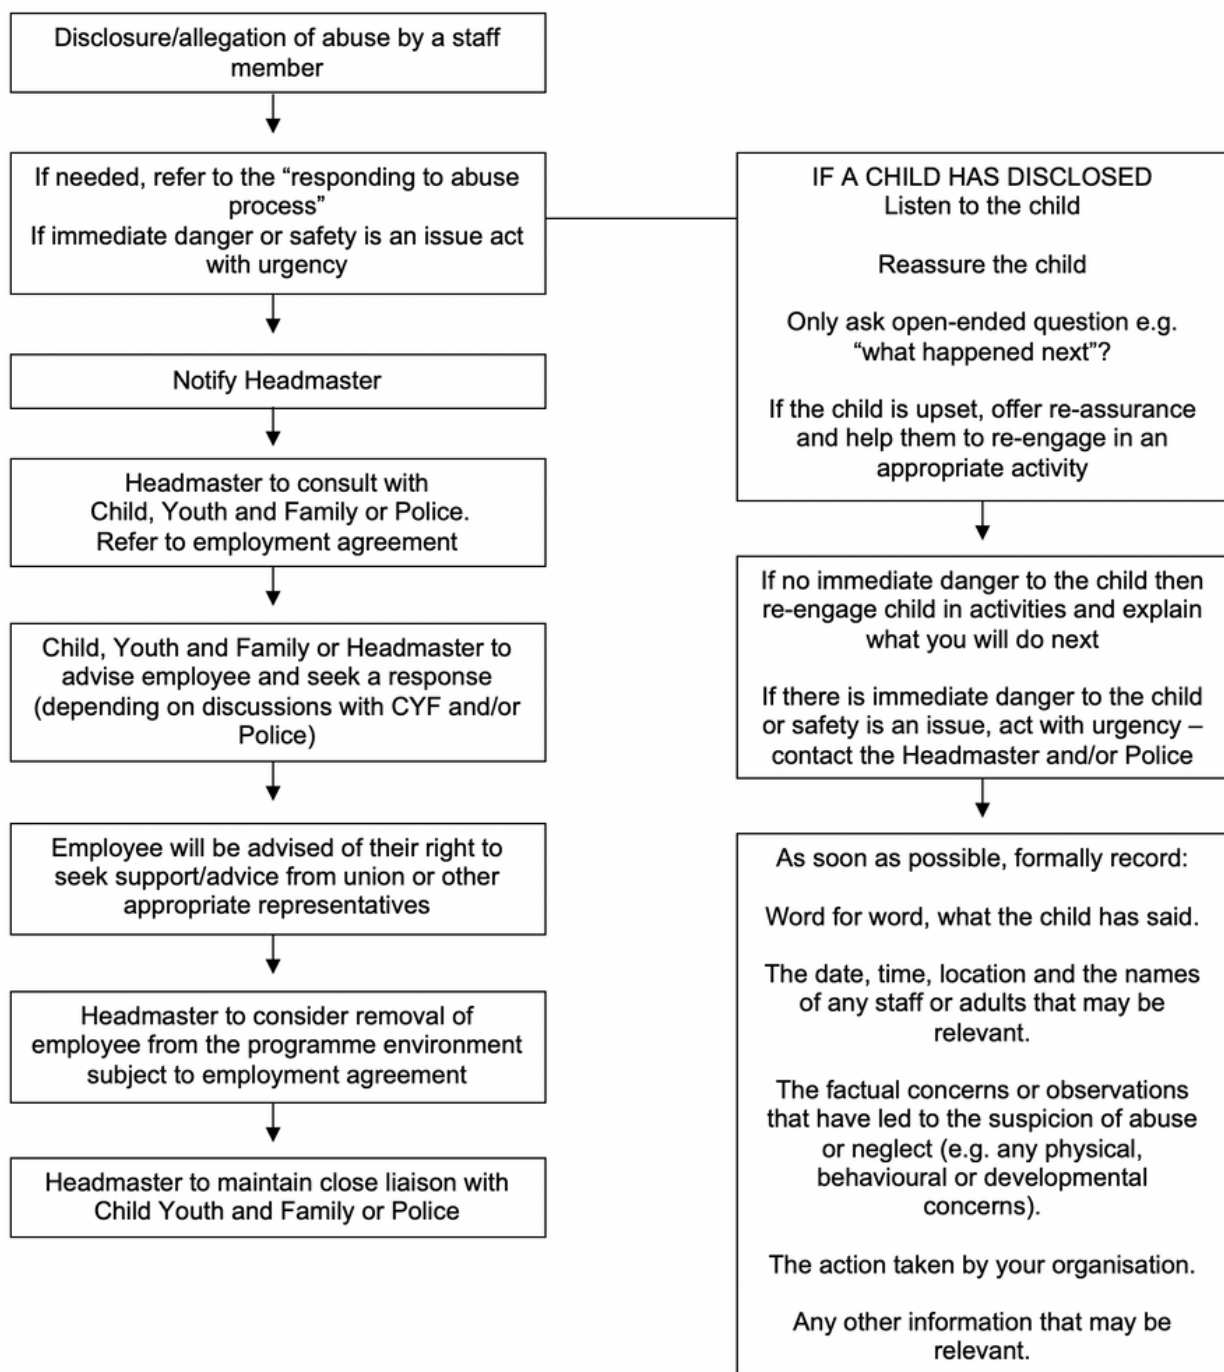 Disclosure/allegation of abuse by a staff
member
If needed, refer to the “responding to abuse
process”
If immediate danger or safety is an issue act
with urgency
Notify Headmaster
Headmaster to consult with
Child, Youth and Family or Police.
Refer to employment agreement
Child, Youth and Family or Headmaster to
advise employee and seek a response
(depending on discussions with CYF and/or
Police)
Employee will be advised of their right to
seek support/advice from union or other
appropriate representatives
Headmaster to consider removal of
employee from the programme environment
subject to employment agreement
Headmaster to maintain close liaison with
Child Youth and Family or Police
IF A CHILD HAS DISCLOSED
Listen to the child
Reassure the child
Only ask open-ended question e.g.
“what happened next”?
If the child is upset, offer re-assurance
and help them to re-engage in an
appropriate activity
If no immediate danger to the child then
re-engage child in activities and explain
what you will do next
If there is immediate danger to the child
or safety is an issue, act with urgency –
contact the Headmaster and/or Police
As soon as possible, formally record:
Word for word, what the child has said.
The date, time, location and the names
of any staff or adults that may be
relevant.
The factual concerns or observations
that have led to the suspicion of abuse
or neglect (e.g. any physical,
behavioural or developmental
concerns).
The action taken by your organisation.
Any other information that may be
relevant.